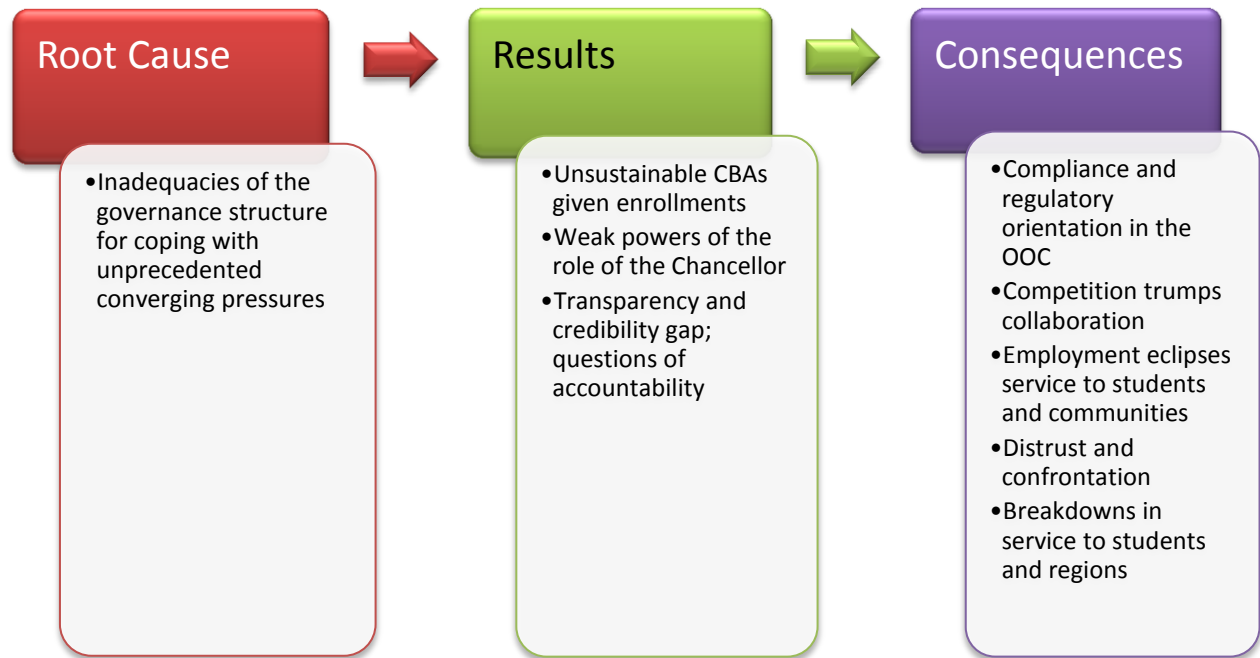 Root Cause
•Inadequacies of the
governance structure
for coping with
unprecedented
converging pressures
Results
•Unsustainable CBAs
given enrollments
•Weak powers of the
role of the Chancellor
•Transparency and
credibility gap;
questions of
accountability
Consequences
•Compliance and
regulatory
orientation in the
OOC
•Competition trumps
collaboration
•Employment eclipses
service to students
and communities
•Distrust and
confrontation
•Breakdowns in
service to students
and regions